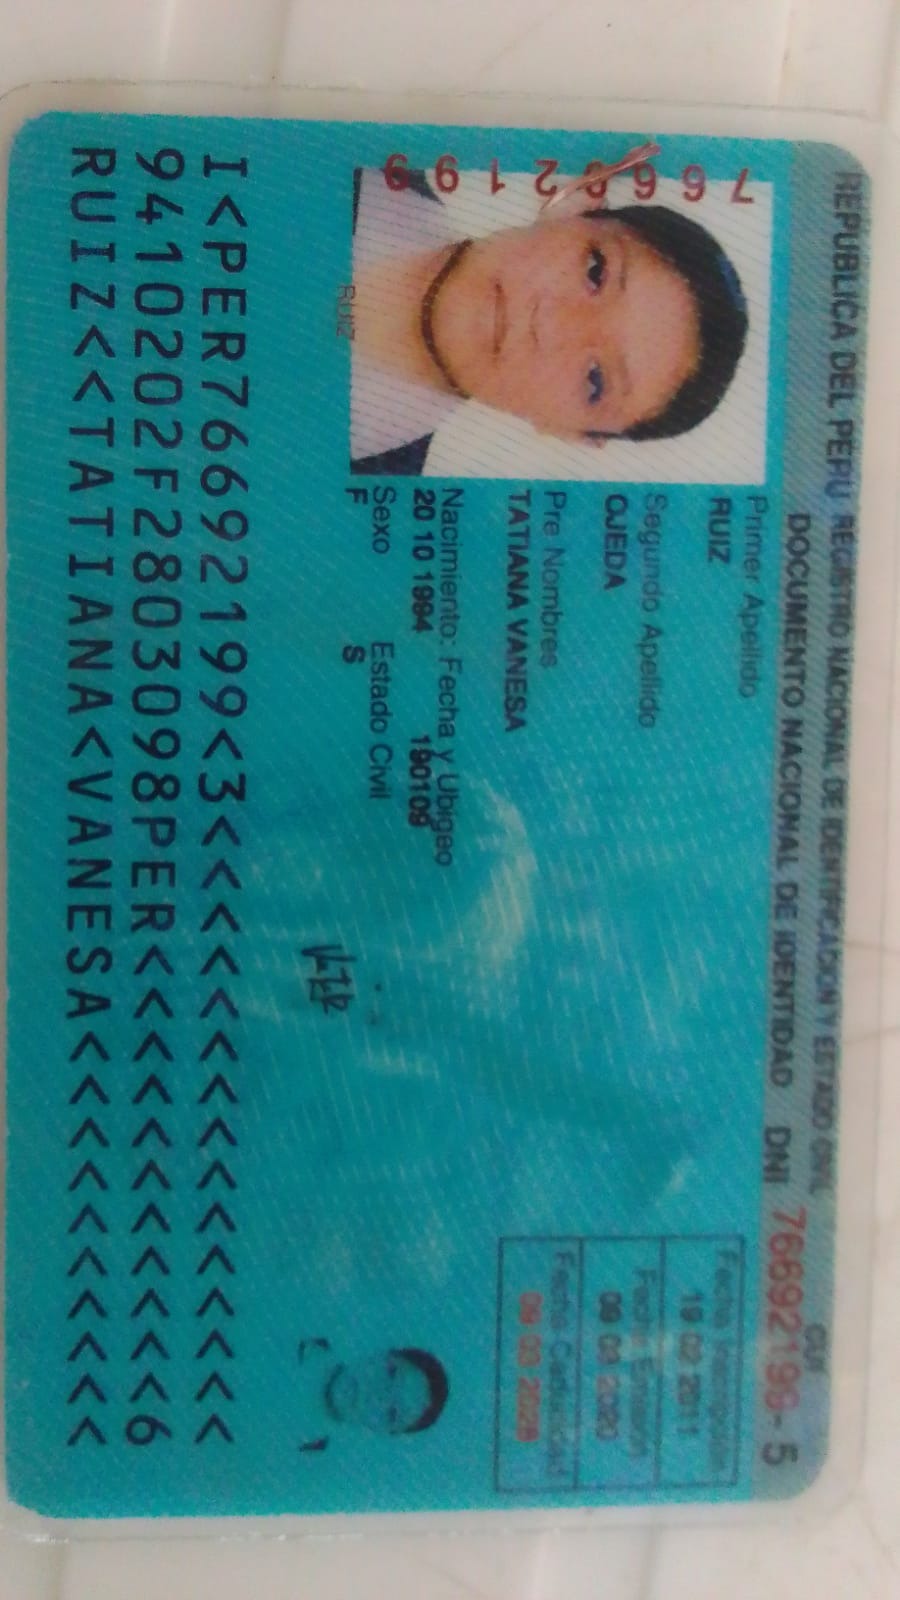 REPUBLICA DEL PERU REGISTRO NACIONAL DE IDENTIFICACION Y ESTADO CIVIL
DOCUMENTO NACIONAL DE IDENTIDAD DNI 76692199 - 5
CUI
Primer Apellido
RUIZ
Segundo Apellido
OJEDA
Pre Nombres
TATIANA VANESA
Nacimiento: Fecha y Ubigeo
20 10 1994 190109
Sexo Estado Civil
F S
Fecha Inscripción
19 02 2011
Fecha Emisión
09 03 2020
Fecha Caducidad
09 03 2028
76692199
RUIZ
I<PER76692199<3<<<<<<<<<<<<<<<
9410202F2803098PER<<<<<<<<<<<6
RUIZ<<TATIANA<VANESA<<<<<<<<<<